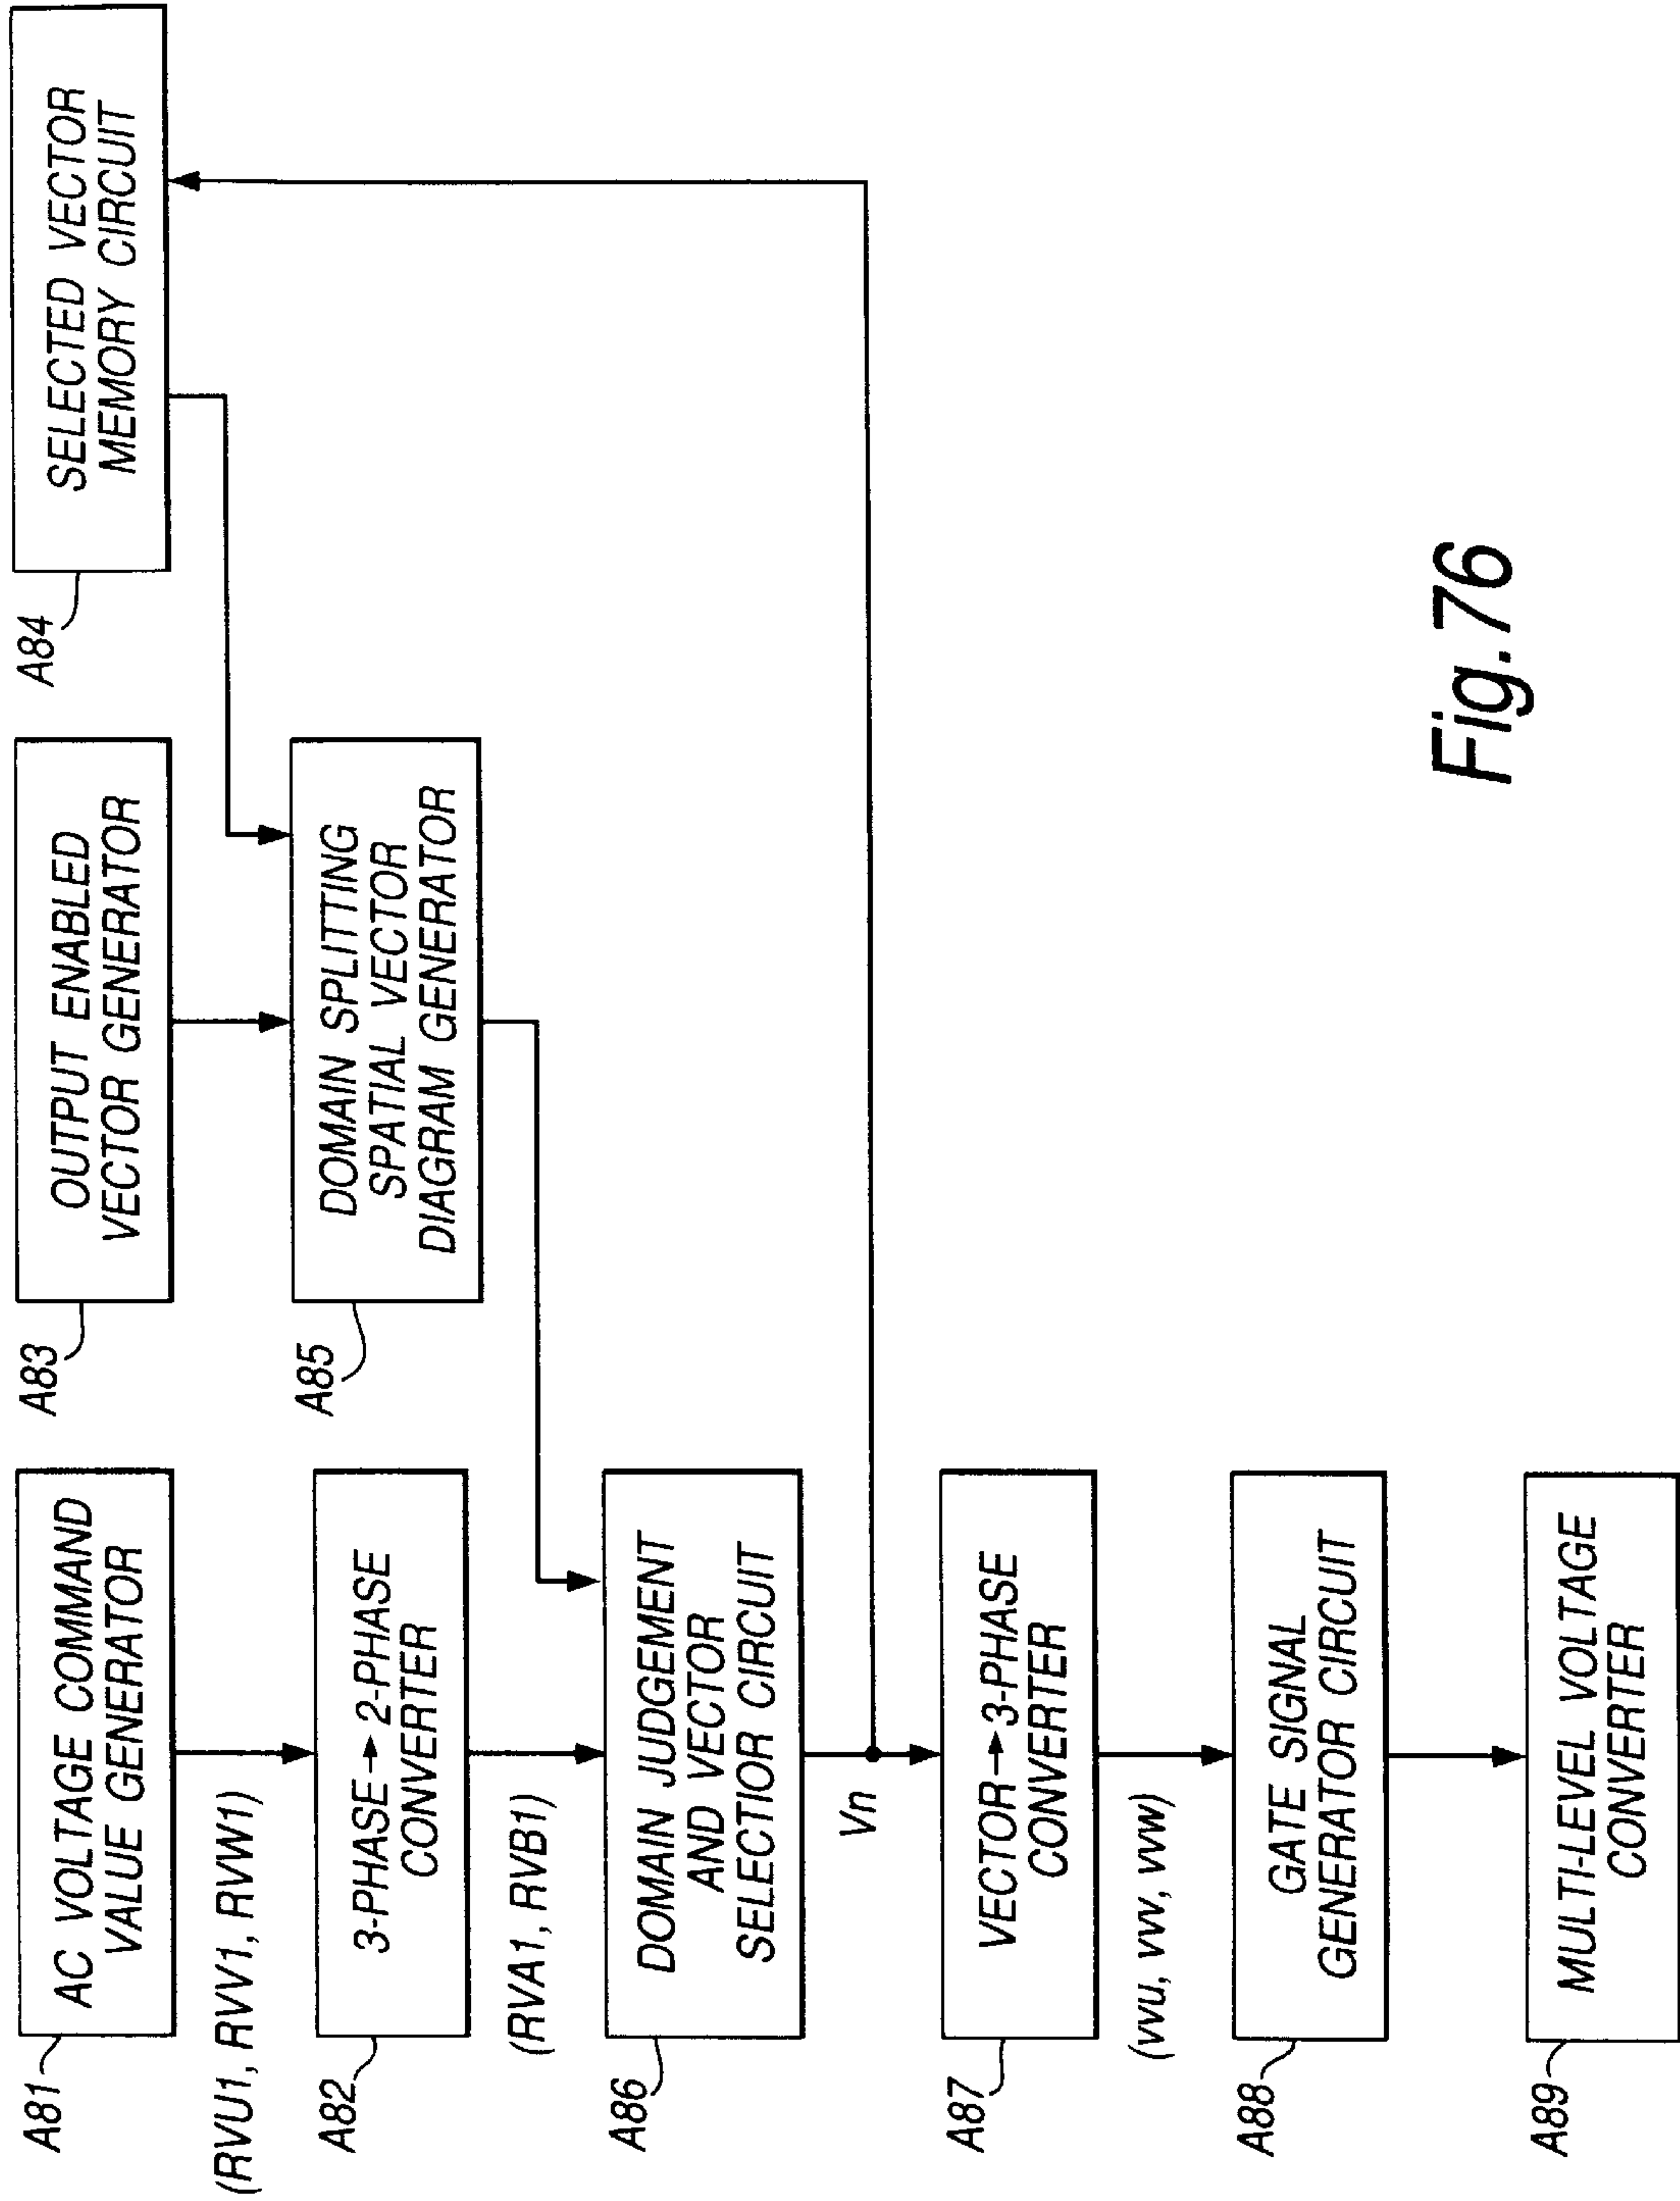 A81
AC VOLTAGE COMMAND
VALUE GENERATOR
(RVU1, RVV1, RVW1)
A82
3-PHASE→2-PHASE
CONVERTER
(RVA1, RVB1)
A83
OUTPUT ENABLED
VECTOR GENERATOR
A84
SELECTED VECTOR
MEMORY CIRCUIT
A85
DOMAIN SPLITTING
SPATIAL VECTOR
DIAGRAM GENERATOR
A86
DOMAIN JUDGEMENT
AND VECTOR
SELECTIOR CIRCUIT
Vn
A87
VECTOR→3-PHASE
CONVERTER
(vvu, vvv, vvw)
A88
GATE SIGNAL
GENERATOR CIRCUIT
A89
MULTI-LEVEL VOLTAGE
CONVERTER
Fig.76